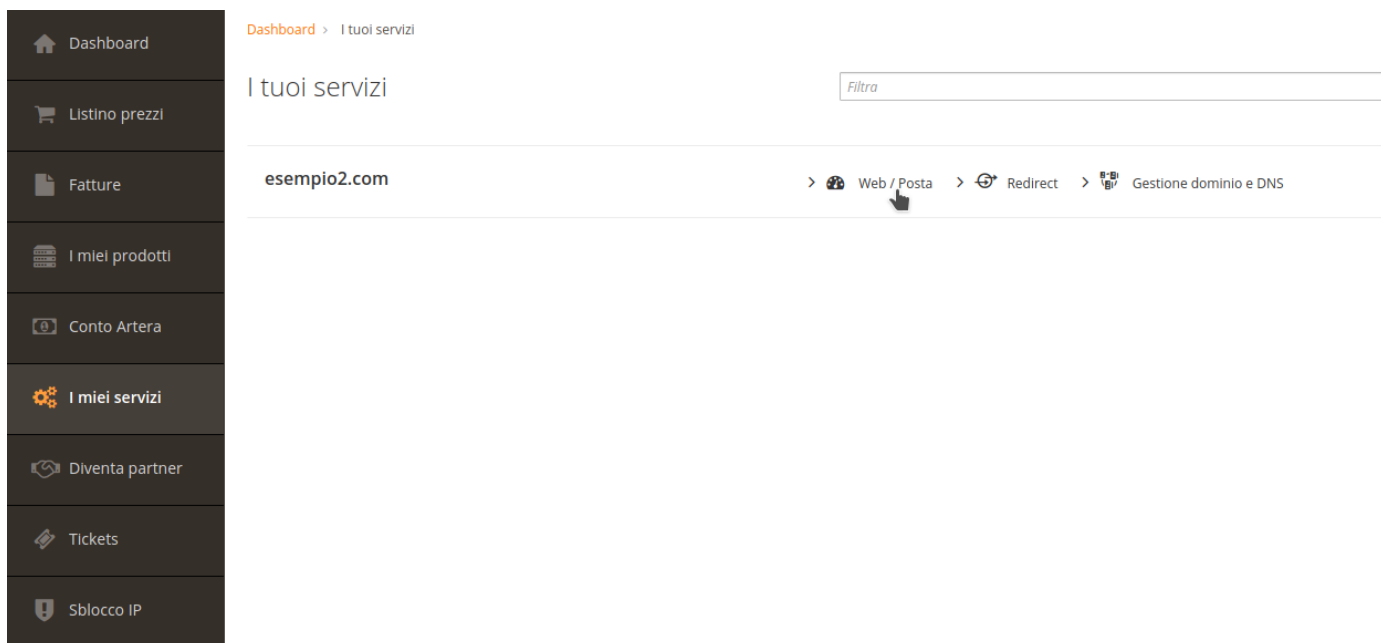 Dashboard
Listino prezzi
Fatture
I miei prodotti
Conto Artera
I miei servizi
Diventa partner
Tickets
Sblocco IP
Dashboard > I tuoi servizi
I tuoi servizi
Filtra
esempio2.com
> Web / Posta > Redirect > Gestione dominio e DNS